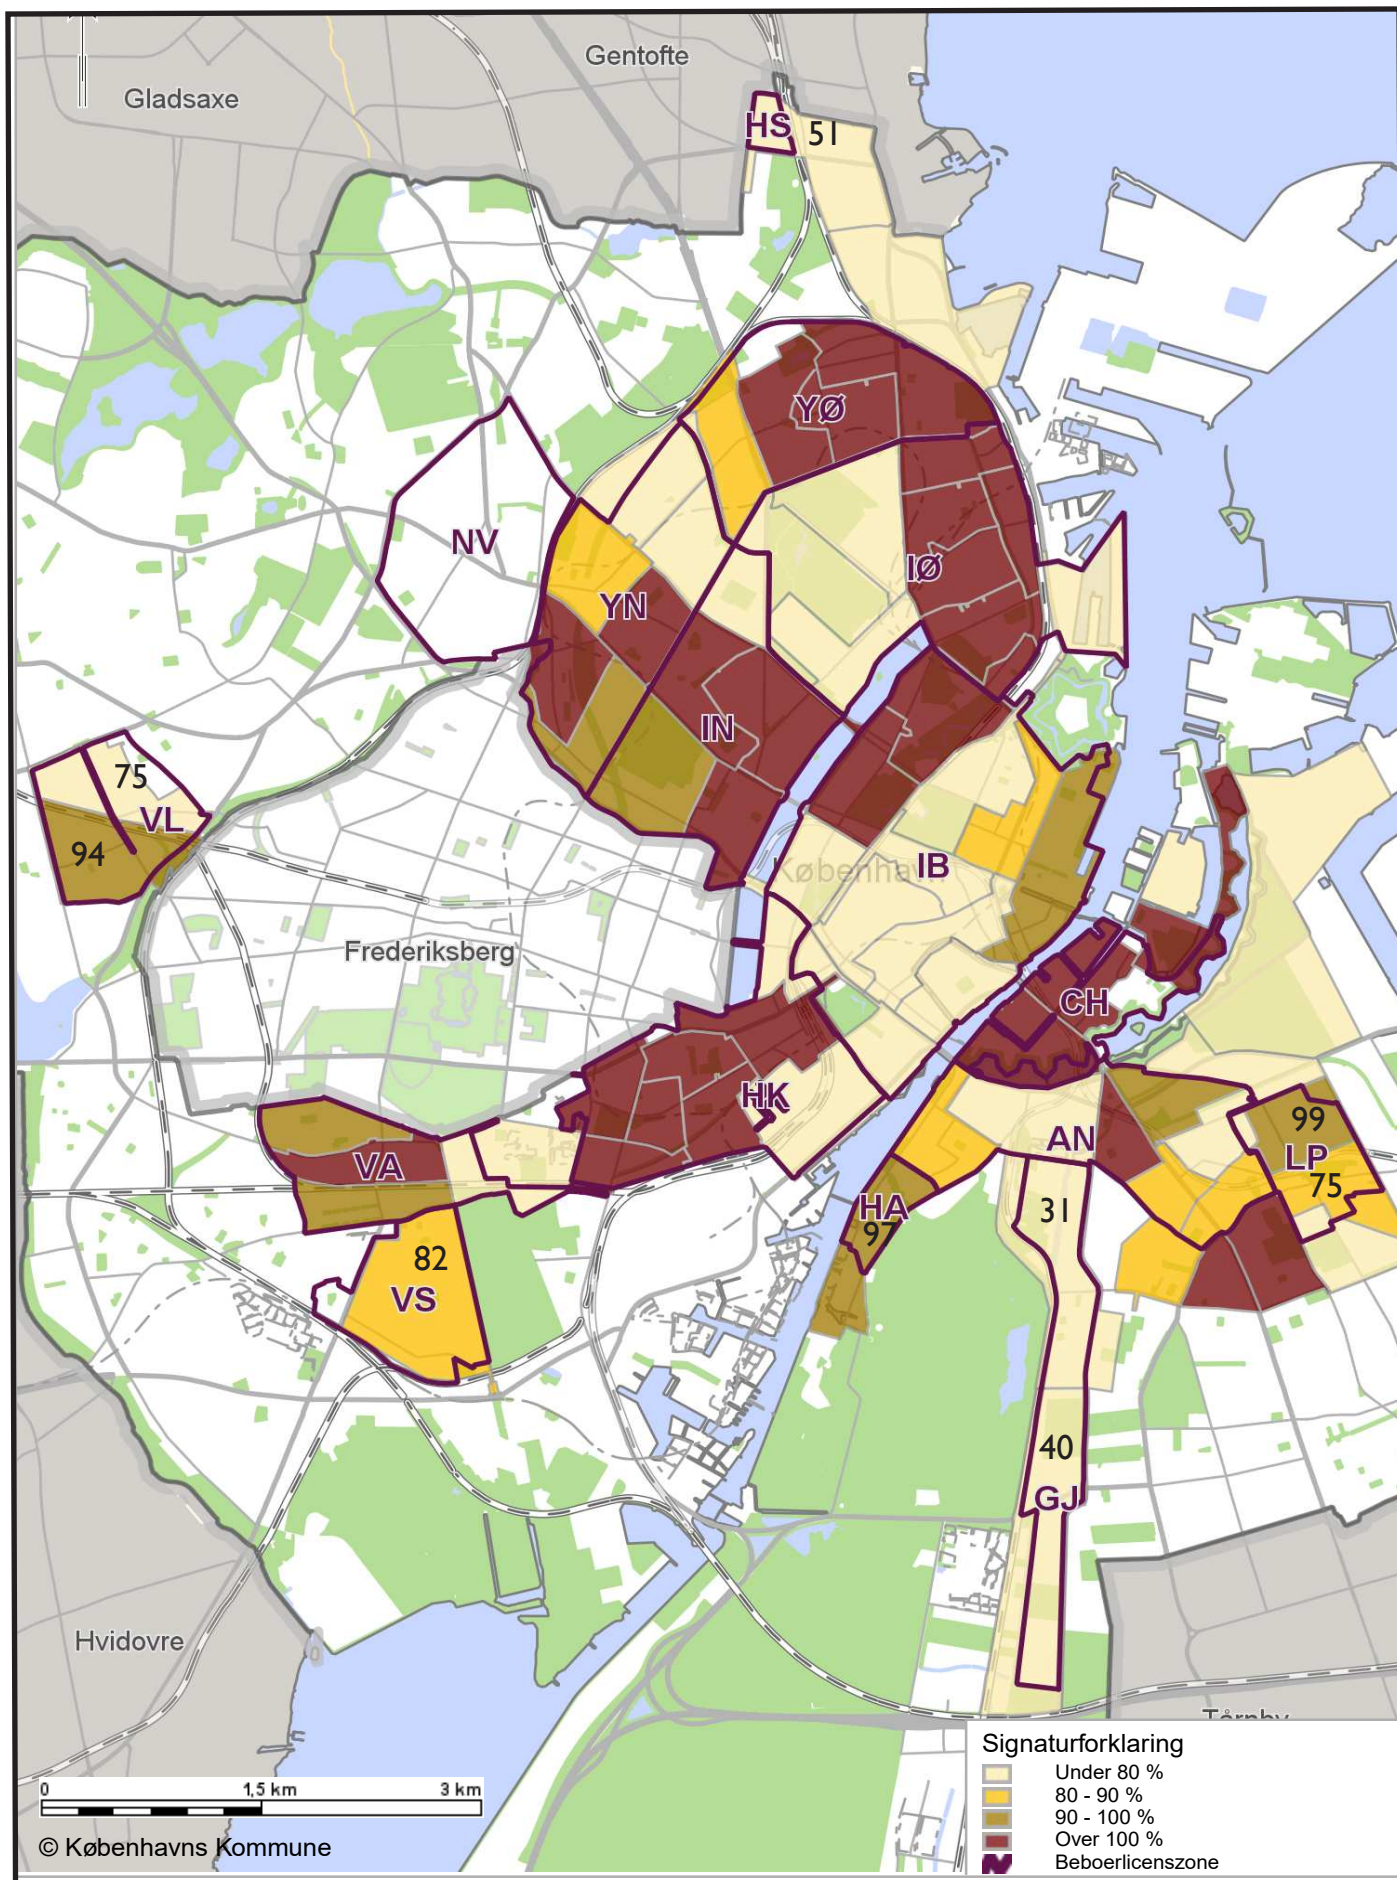 Gentofte
Gladsaxe
HS
51
YØ
NV
IØ
YN
IN
75
VL
94
København
IB
Frederiksberg
CH
HK
99
AN
LP
VA
75
31
HA
97
82
VS
40
GJ
Hvidovre
Tårnby
Signaturforklaring
Under 80 %
80 - 90 %
90 - 100 %
Over 100 %
Beboerlicenszone
0 1,5 km 3 km
© Københavns Kommune